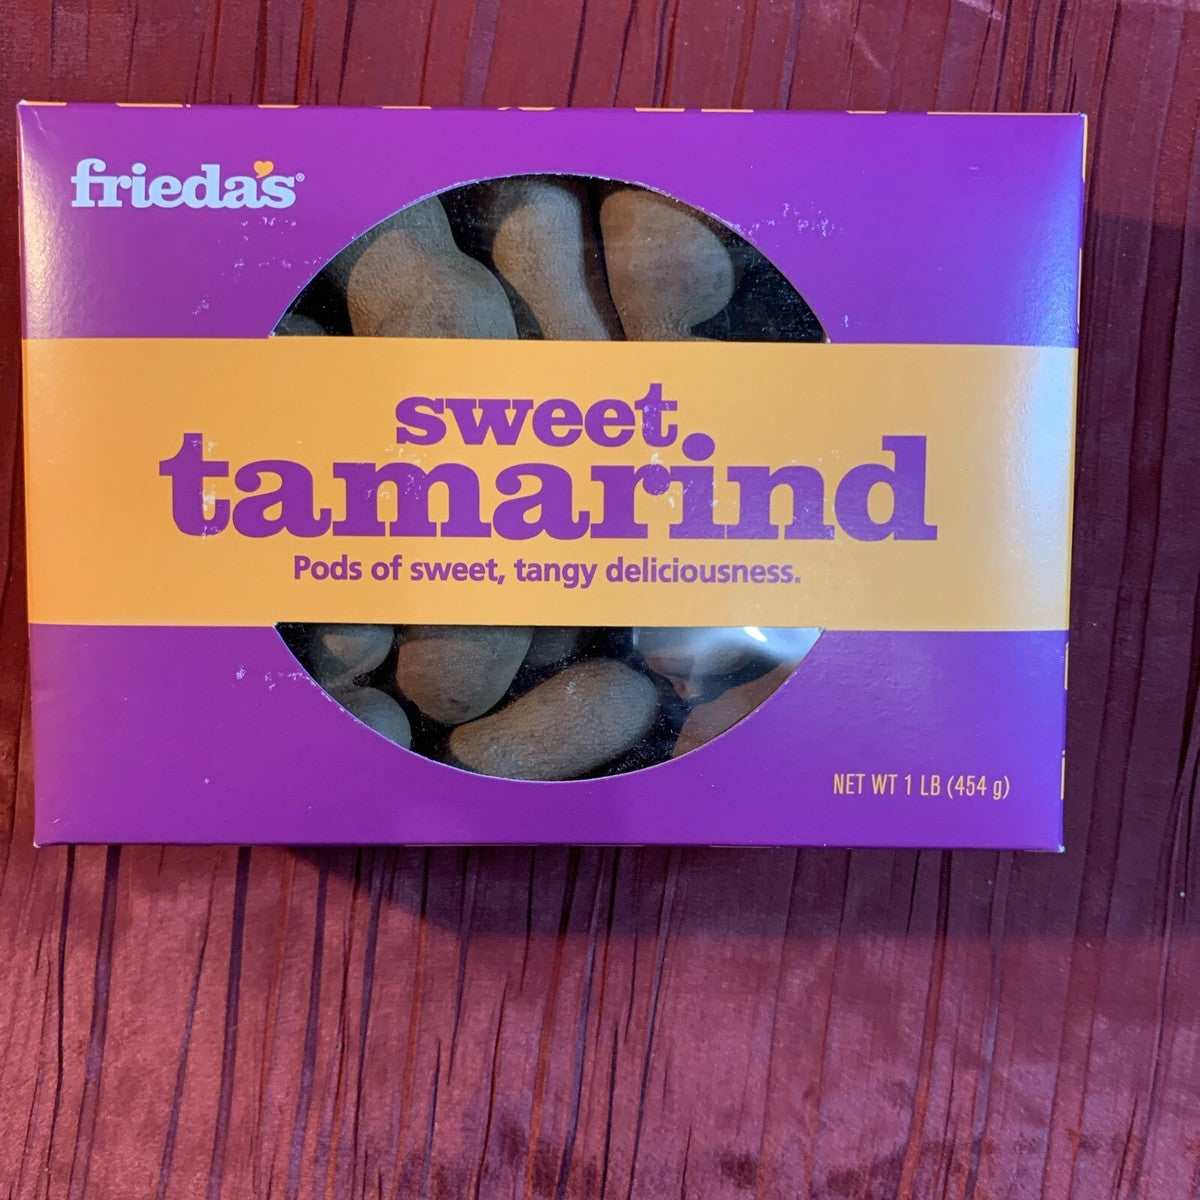 frieda's®
sweet
tamarind
Pods of sweet, tangy deliciousness.
NET WT 1 LB (454 g)